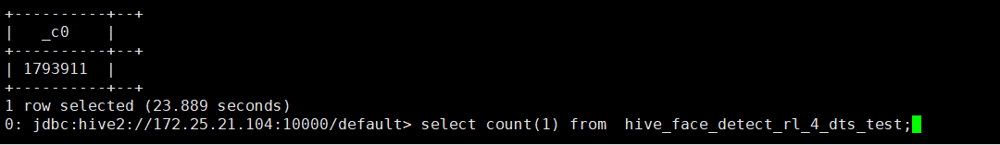 +----------+--+
|   _c0    |
+----------+--+
| 1793911  |
+----------+--+
1 row selected (23.889 seconds)
0: jdbc:hive2://172.25.21.104:10000/default> select count(1) from  hive_face_detect_rl_4_dts_test;